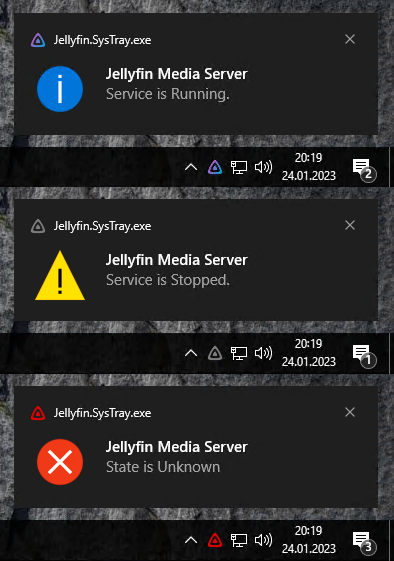 Jellyfin.SysTray.exe
Jellyfin Media Server
Service is Running.
20:19
24.01.2023
2
Jellyfin.SysTray.exe
Jellyfin Media Server
Service is Stopped.
20:19
24.01.2023
1
Jellyfin.SysTray.exe
Jellyfin Media Server
State is Unknown
20:19
24.01.2023
3